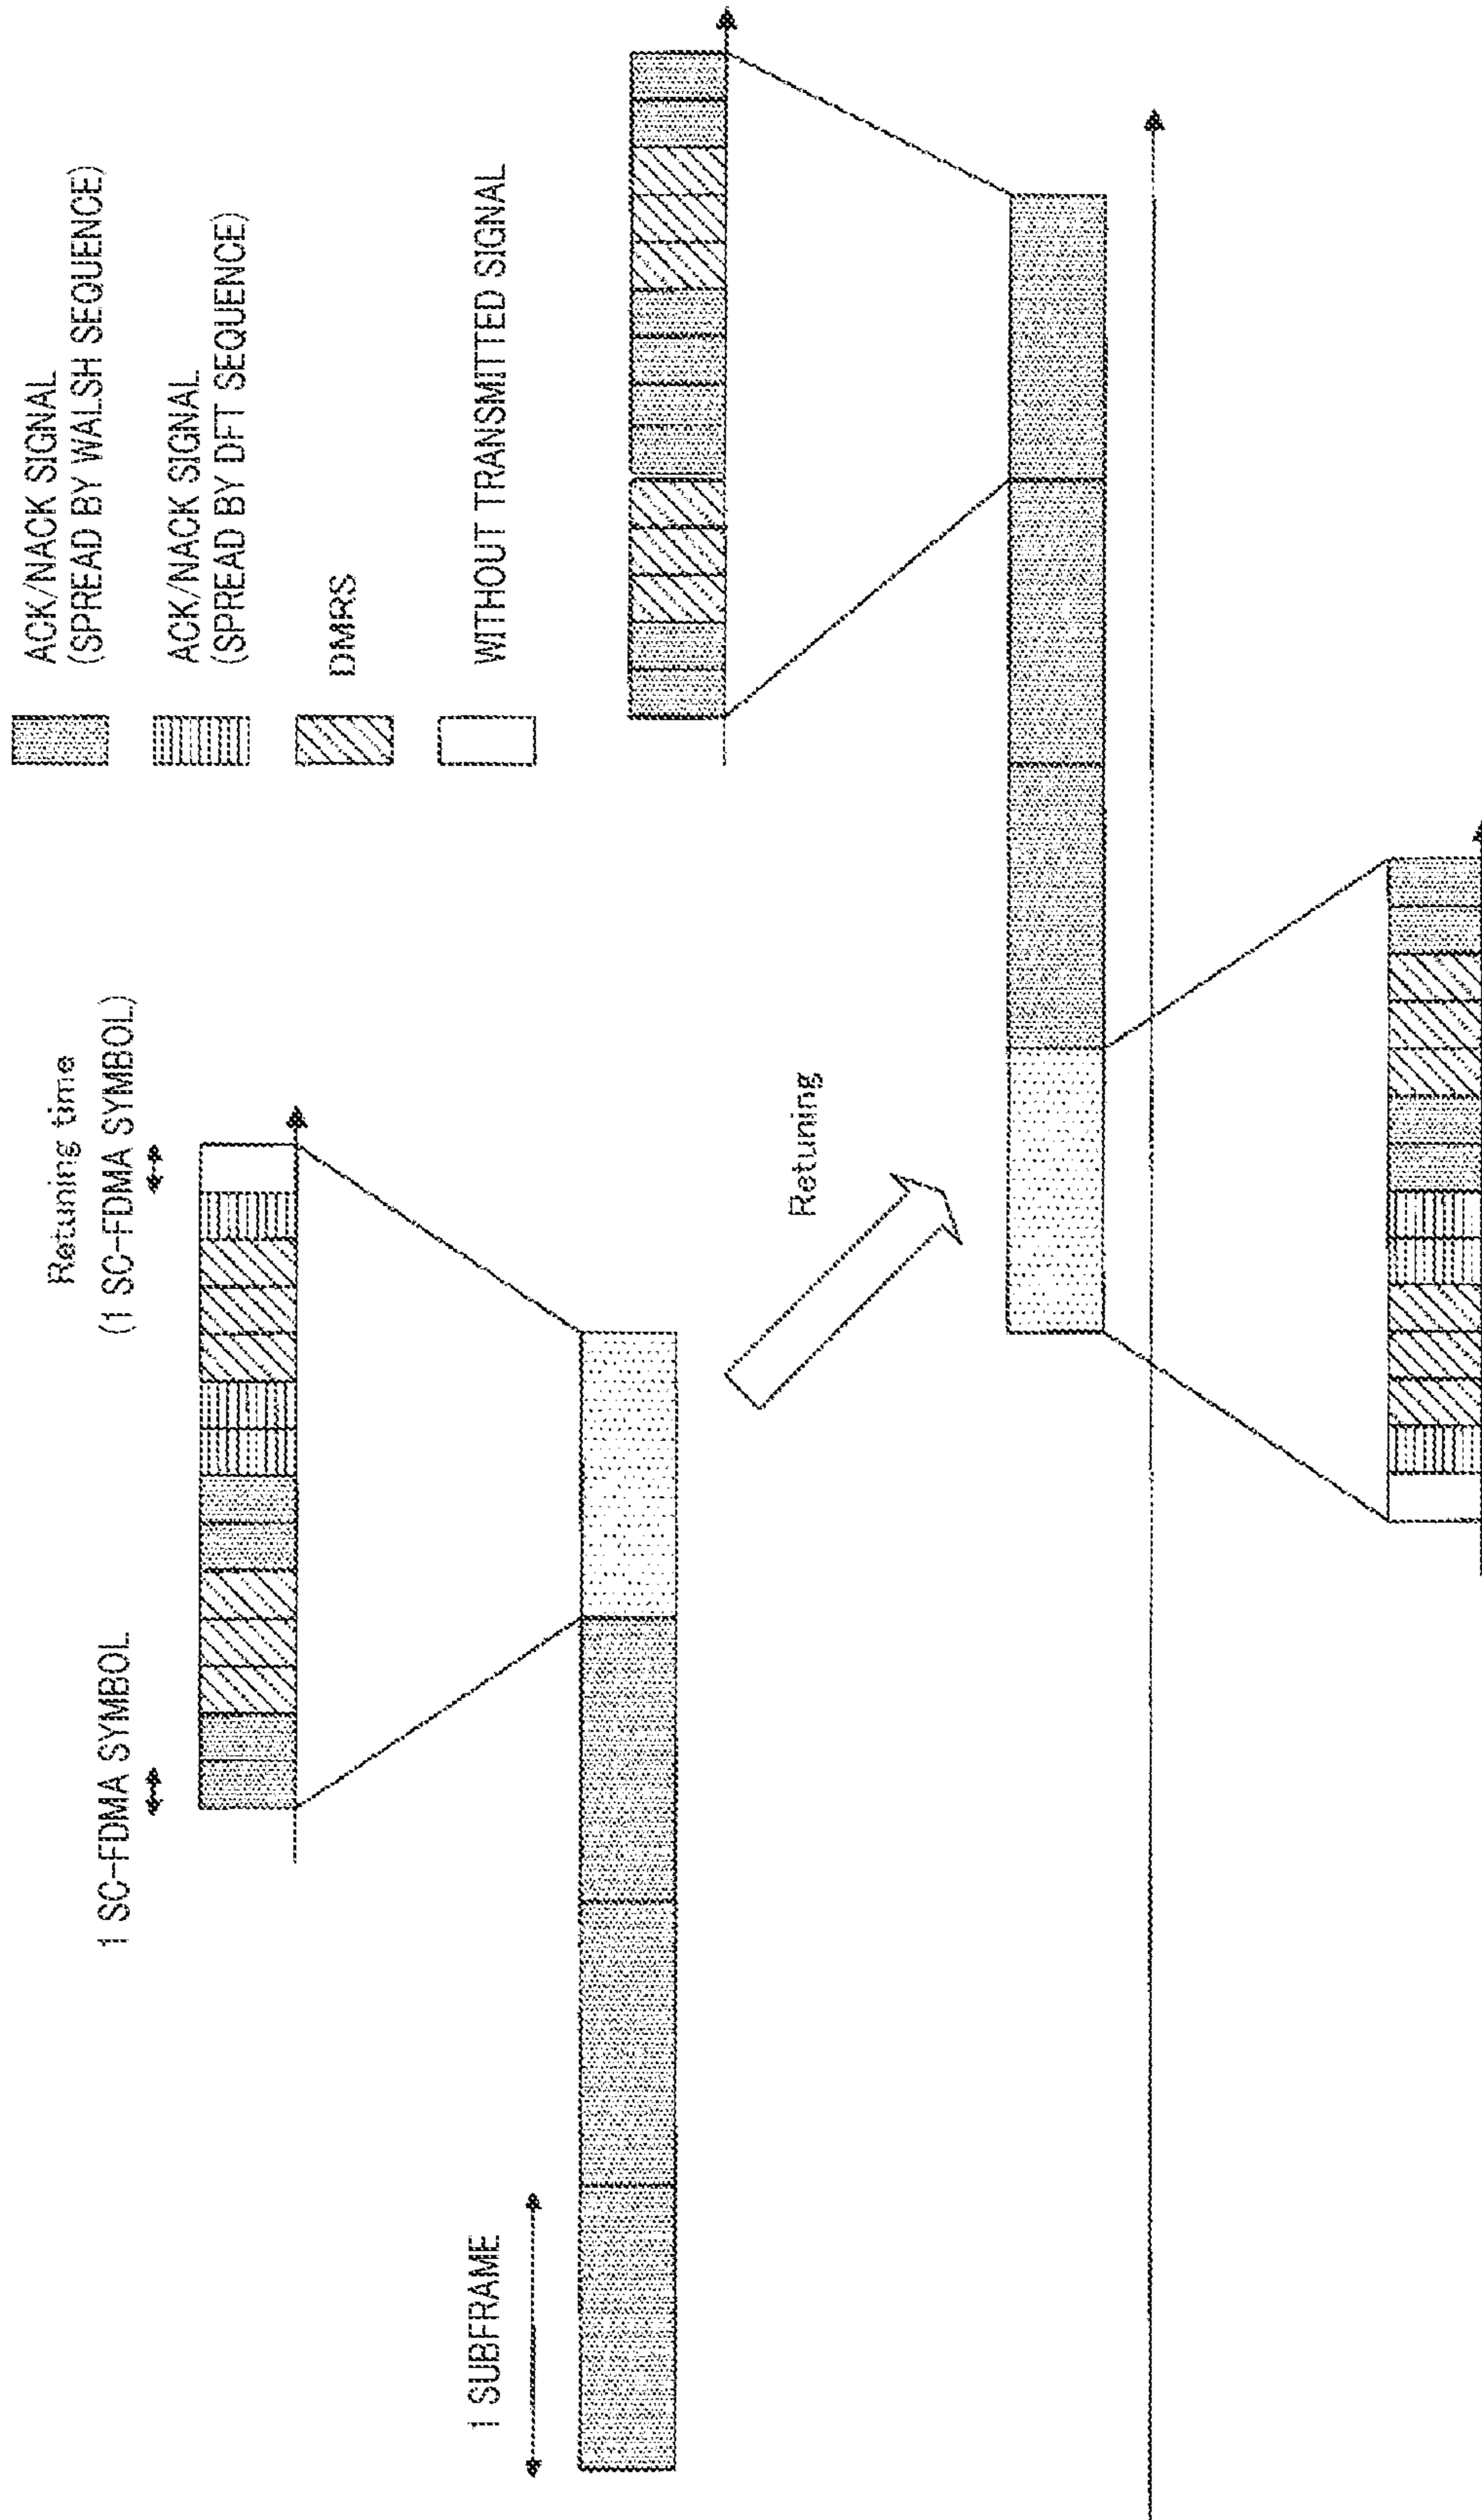 ACK/NACK SIGNAL
(SPREAD BY WALSH SEQUENCE)
ACK/NACK SIGNAL
(SPREAD BY DFT SEQUENCE)
DMRS
WITHOUT TRANSMITTED SIGNAL
Retuning time
(1 SC-FDMA SYMBOL)
1 SC-FDMA SYMBOL
1 SUBFRAME
Retuning